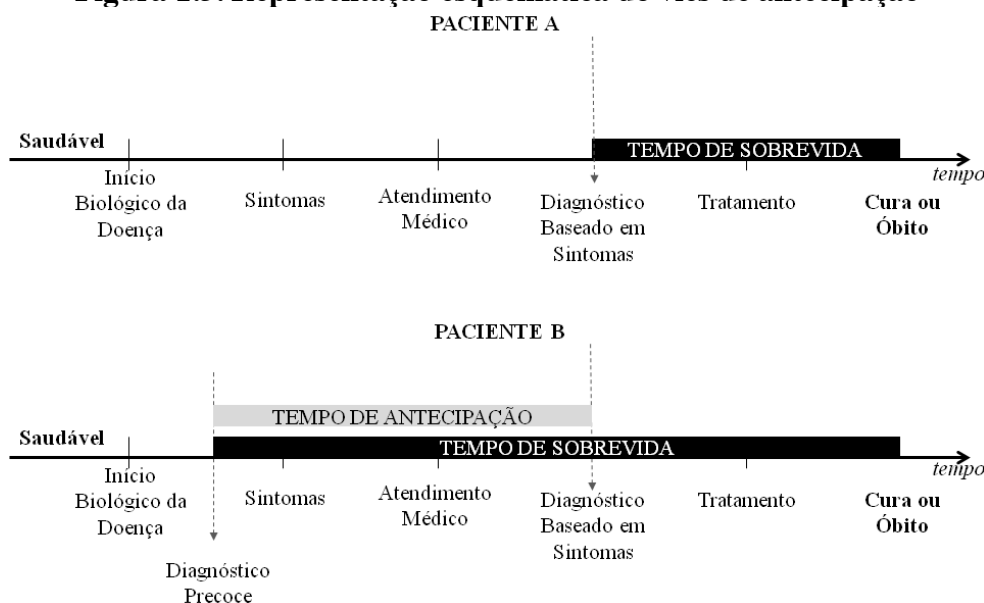 Figura Representação esquemática do viés de antecipação
PACIENTE A
Saudável
TEMPO DE SOBREVIDA
tempo
Início
Biológico da
Doença
Sintomas
Atendimento
Médico
Diagnóstico
Baseado em
Sintomas
Tratamento
Cura ou
Óbito
PACIENTE B
TEMPO DE ANTECIPAÇÃO
Saudável
TEMPO DE SOBREVIDA
tempo
Início
Biológico da
Doença
Sintomas
Atendimento
Médico
Diagnóstico
Baseado em
Sintomas
Tratamento
Cura ou
Óbito
Diagnóstico
Precoce